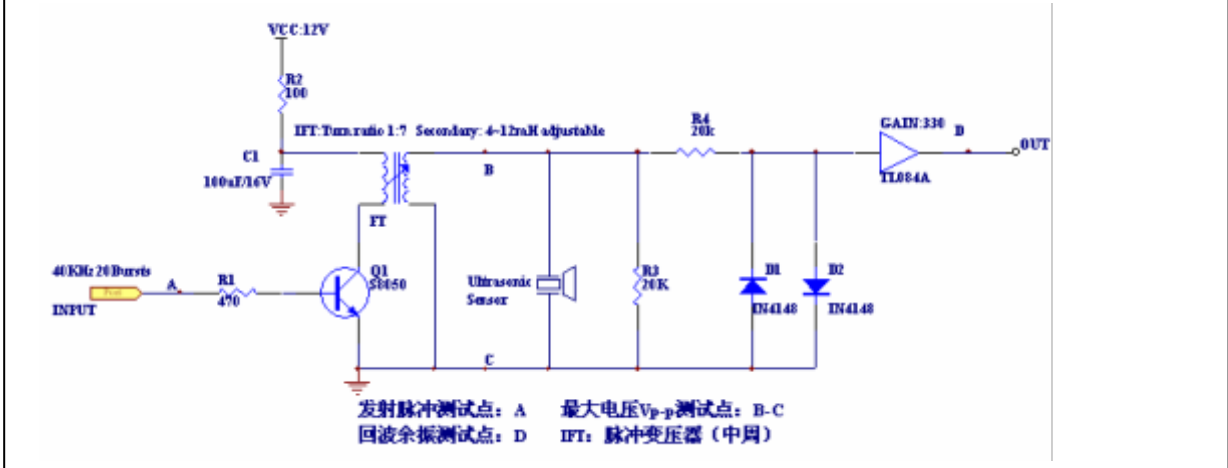 VCC:12V
R2
100
IFT:Turn.ratio 1:7 Secondary: 4~12mH adjustable
R4
20k
GAIN:330
D
OUT
C1
100uF/16V
B
TL084A
FT
40KHz 20Bursts
A
R1
470
INPUT
Q1
S8050
Ultrasonic
Sensor
R3
20K
D1
IN4148
D2
IN4148
C
发射脉冲测试点：A 最大电压Vp-p测试点：B-C
回波余振测试点：D IFT：脉冲变压器（中周）